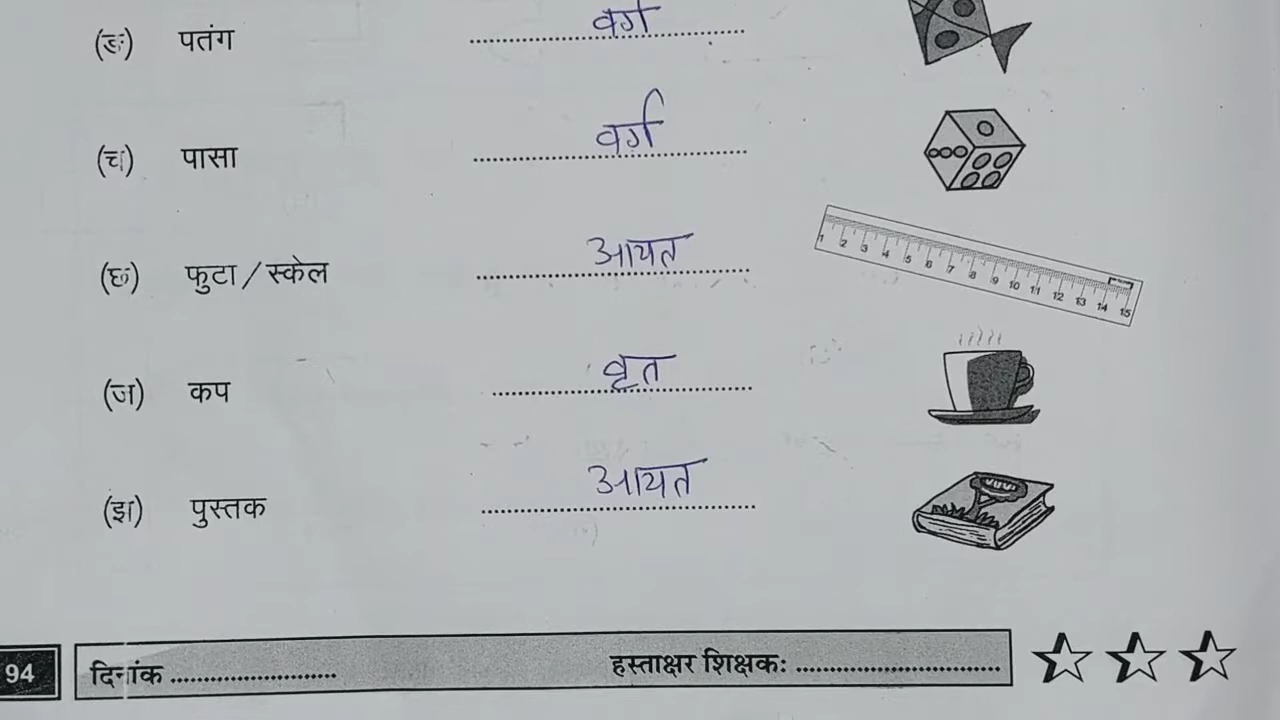 (ङ) पतंग वर्ग
(च) पासा वर्ग
(छ) फुटा / स्केल आयत
1 2 3 4 5 6 7 8 9 10 11 12 13 14 15
(ज) कप वृत
(झ) पुस्तक आयत
94 दिनांक ........................ हस्ताक्षर शिक्षकः ..............................